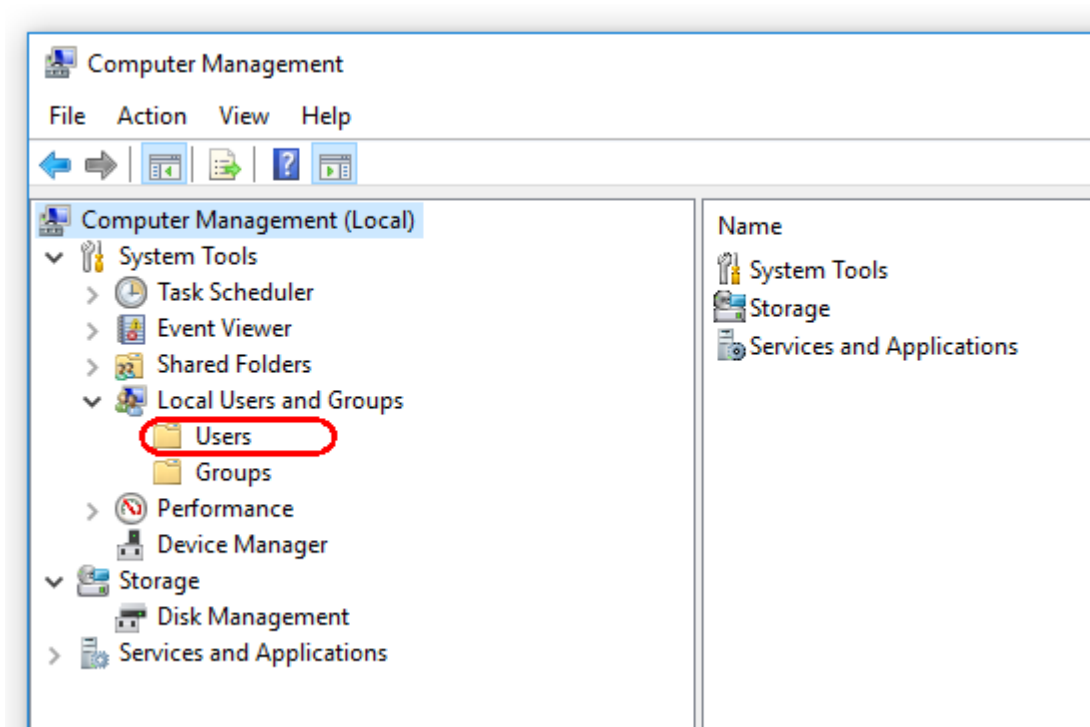 Computer Management
File Action View Help
Computer Management (Local)
System Tools
Task Scheduler
Event Viewer
Shared Folders
Local Users and Groups
Users
Groups
Performance
Device Manager
Storage
Disk Management
Services and Applications
Name
System Tools
Storage
Services and Applications